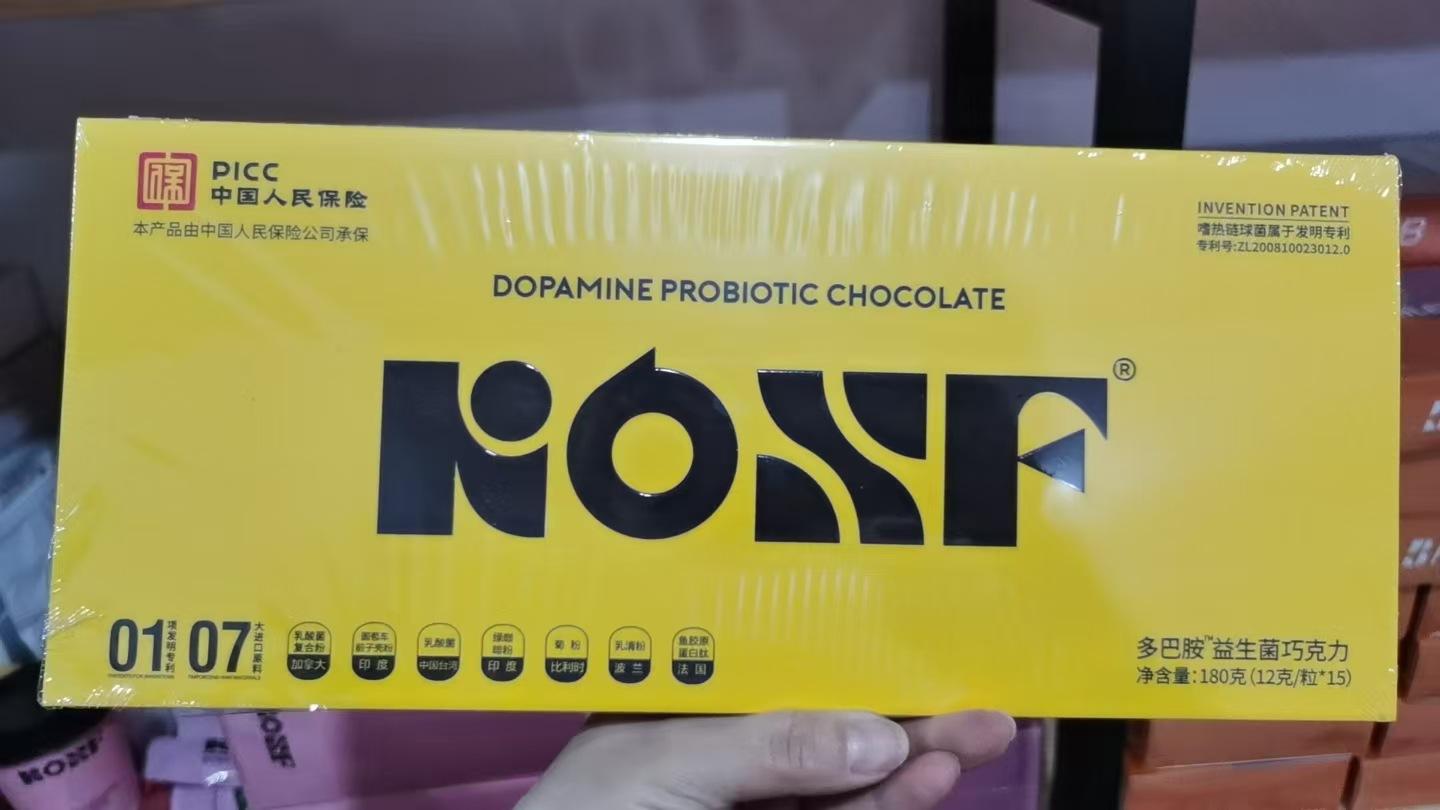 PICC
中国人民保险
本产品由中国人民保险公司承保
INVENTION PATENT
嗜热链球菌属于发明专利
专利号:ZL200810023012.0
DOPAMINE PROBIOTIC CHOCOLATE
KOXF®
01项发明专利
07大进口原料
乳酸菌复合粉
加拿大
圆苞车前子壳粉
印度
乳酸菌
中国台湾
绿咖啡粉
印度
菊粉
比利时
乳清粉
波兰
鱼胶原蛋白肽
法国
多巴胺™益生菌巧克力
净含量:180克(12克/粒*15)
KOXF